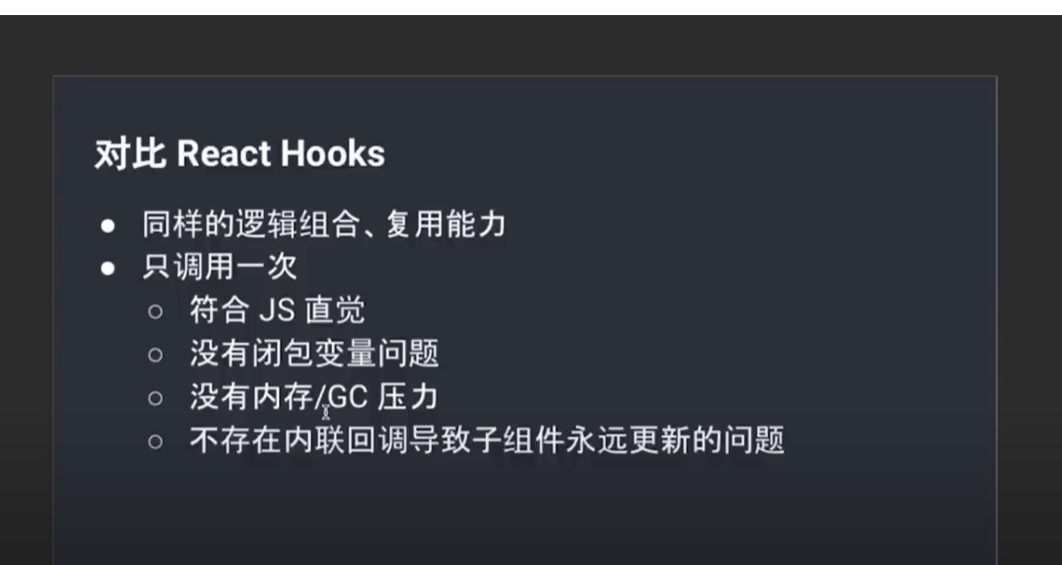 对比 React Hooks
● 同样的逻辑组合、复用能力
● 只调用一次
○ 符合 JS 直觉
○ 没有闭包变量问题
○ 没有内存/GC 压力
○ 不存在内联回调导致子组件永远更新的问题